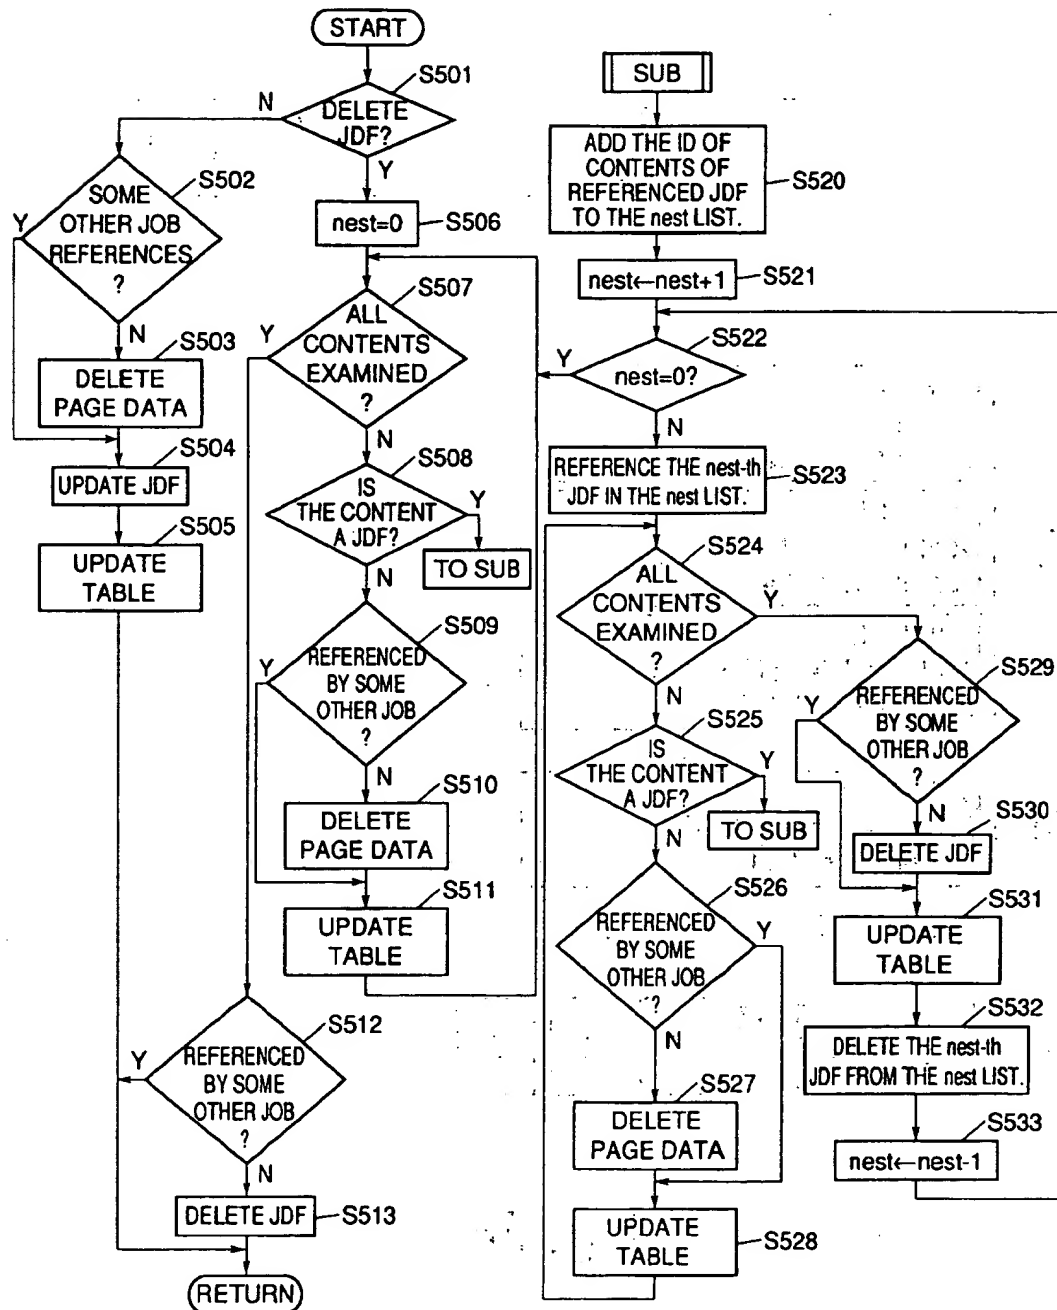 START
S501
DELETE
JDF?
N
Y
S502
SOME
OTHER JOB
REFERENCES
?
Y
N
S503
DELETE
PAGE DATA
S504
UPDATE JDF
S505
UPDATE
TABLE
nest=0
S506
S507
ALL
CONTENTS
EXAMINED
?
Y
N
S508
IS
THE CONTENT
A JDF?
Y
TO SUB
N
S509
REFERENCED
BY SOME
OTHER JOB
?
Y
N
S510
DELETE
PAGE DATA
S511
UPDATE
TABLE
S512
REFERENCED
BY SOME
OTHER JOB
?
Y
N
DELETE JDF
S513
RETURN
SUB
ADD THE ID OF
CONTENTS OF
REFERENCED JDF
TO THE nest LIST.
S520
S521
nest←nest+1
S522
nest=0?
Y
N
REFERENCE THE nest-th
JDF IN THE nest LIST.
S523
S524
ALL
CONTENTS
EXAMINED
?
Y
N
S525
IS
THE CONTENT
A JDF?
Y
TO SUB
N
S526
REFERENCED
BY SOME
OTHER JOB
?
Y
N
S527
DELETE
PAGE DATA
UPDATE
TABLE
S528
S529
REFERENCED
BY SOME
OTHER JOB
?
Y
N
S530
DELETE JDF
S531
UPDATE
TABLE
S532
DELETE THE nest-th
JDF FROM THE nest LIST.
S533
nest←nest-1